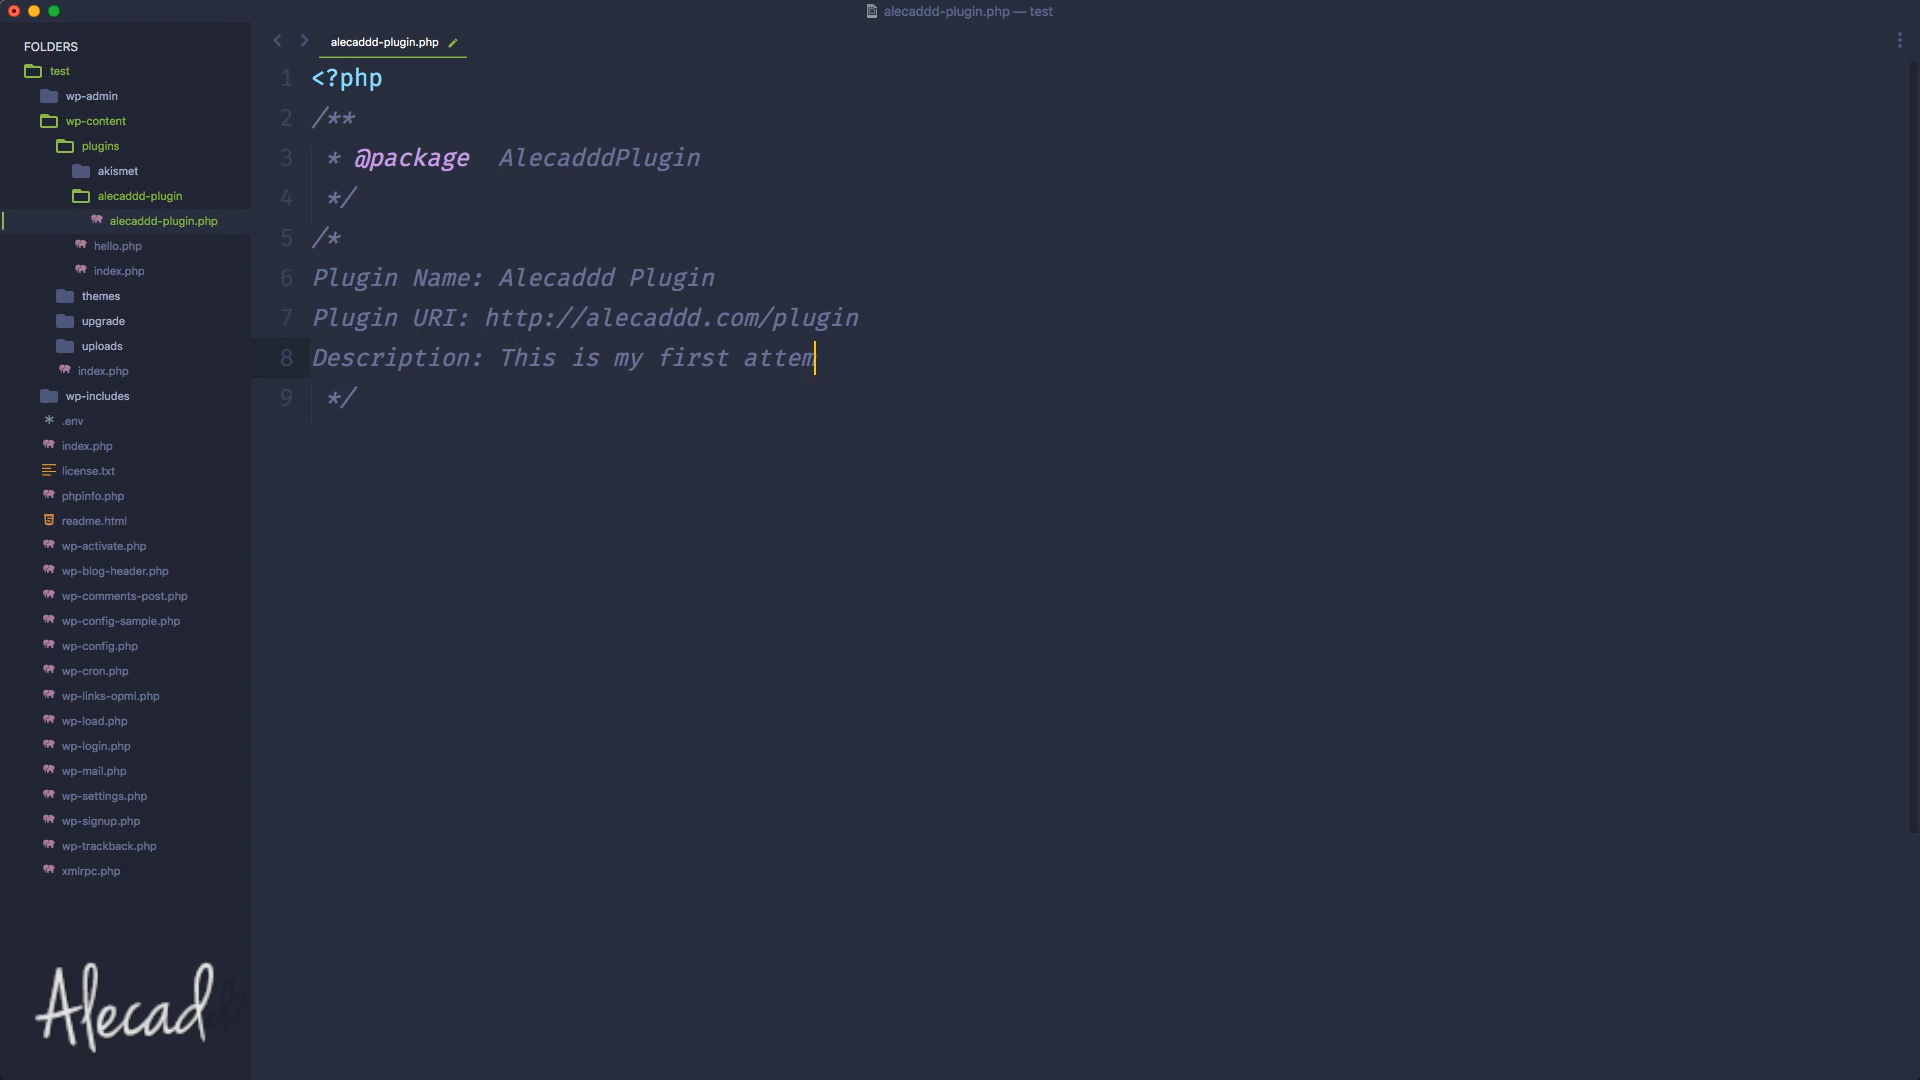 alecaddd-plugin.php — test
FOLDERS
test
wp-admin
wp-content
plugins
akismet
alecaddd-plugin
alecaddd-plugin.php
hello.php
index.php
themes
upgrade
uploads
index.php
wp-includes
.env
index.php
license.txt
phpinfo.php
readme.html
wp-activate.php
wp-blog-header.php
wp-comments-post.php
wp-config-sample.php
wp-config.php
wp-cron.php
wp-links-opml.php
wp-load.php
wp-login.php
wp-mail.php
wp-settings.php
wp-signup.php
wp-trackback.php
xmlrpc.php
Alecad
alecaddd-plugin.php
1 <?php
2 /**
3  * @package  AlecadddPlugin
4  */
5 /*
6 Plugin Name: Alecaddd Plugin
7 Plugin URI: http://alecaddd.com/plugin
8 Description: This is my first attem
9  */